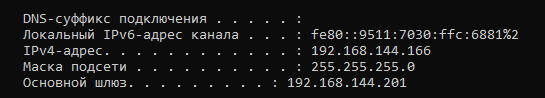 DNS-суффикс подключения . . . . . :
Локальный IPv6-адрес канала . . . : fe80::9511:7030:ffc:6881%2
IPv4-адрес. . . . . . . . . . . . : 192.168.144.166
Маска подсети . . . . . . . . . . : 255.255.255.0
Основной шлюз. . . . . . . . . : 192.168.144.201